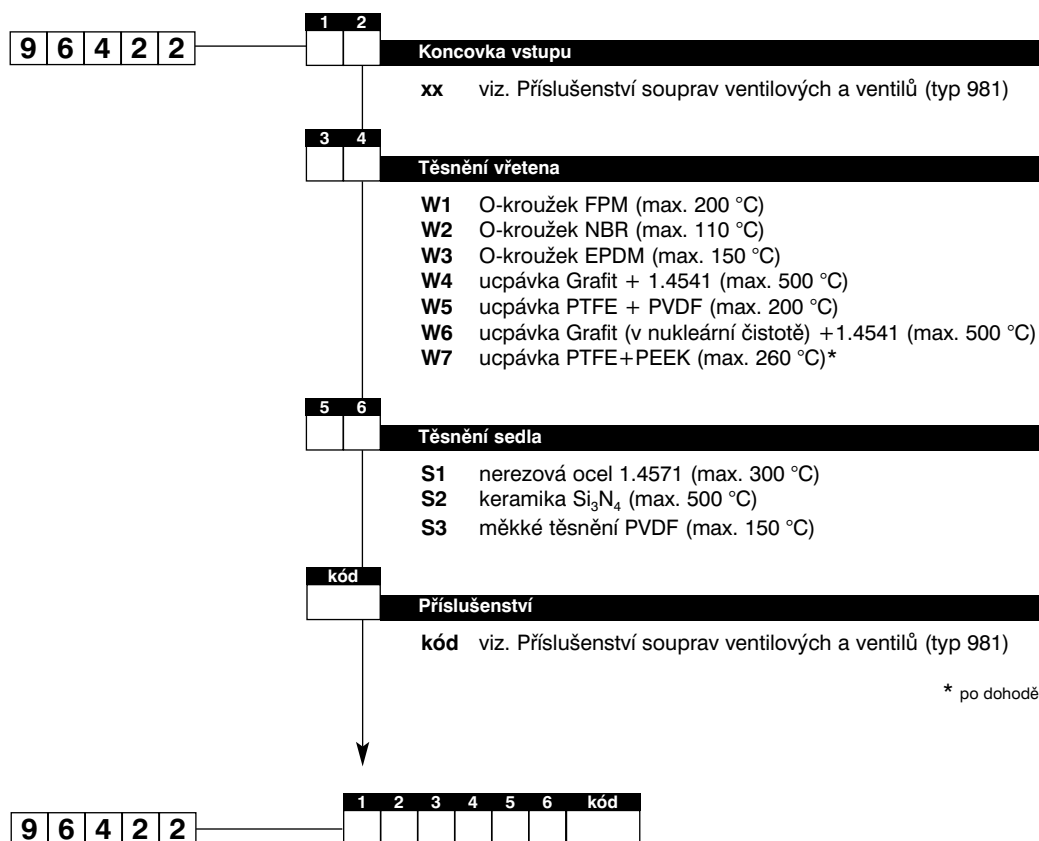 1 2
9 6 4 2 2
Koncovka vstupu
xx viz. Příslušenství souprav ventilových a ventilů (typ 981)
3 4
Těsnění vřetena
W1 O-kroužek FPM (max. 200 °C)
W2 O-kroužek NBR (max. 110 °C)
W3 O-kroužek EPDM (max. 150 °C)
W4 ucpávka Grafit + 1.4541 (max. 500 °C)
W5 ucpávka PTFE + PVDF (max. 200 °C)
W6 ucpávka Grafit (v nukleární čistotě) +1.4541 (max. 500 °C)
W7 ucpávka PTFE+PEEK (max. 260 °C)*
5 6
Těsnění sedla
S1 nerezová ocel 1.4571 (max. 300 °C)
S2 keramika Si₃N₄ (max. 500 °C)
S3 měkké těsnění PVDF (max. 150 °C)
kód
Příslušenství
kód viz. Příslušenství souprav ventilových a ventilů (typ 981)
* po dohodě
1 2 3 4 5 6 kód
9 6 4 2 2